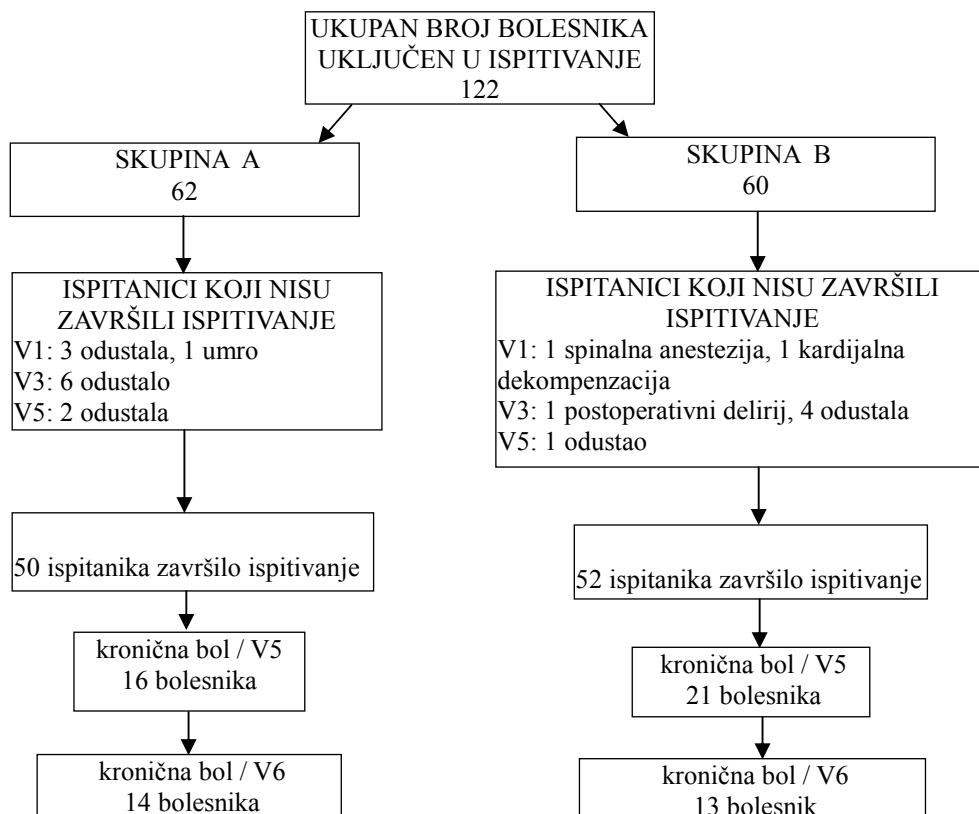 UKUPAN BROJ BOLESNIKA
UKLJUČEN U ISPITIVANJE
122
SKUPINA A
62
SKUPINA B
60
ISPITANICI KOJI NISU
ZAVRŠILI ISPITIVANJE
V1: 3 odustala, 1 umro
V3: 6 odustalo
V5: 2 odustala
ISPITANICI KOJI NISU ZAVRŠILI
ISPITIVANJE
V1: 1 spinalna anestezija, 1 kardijalna
dekompenzacija
V3: 1 postoperativni delirij, 4 odustala
V5: 1 odustao
50 ispitanika završilo ispitivanje
52 ispitanika završilo ispitivanje
kronična bol / V5
16 bolesnika
kronična bol / V5
21 bolesnika
kronična bol / V6
14 bolesnika
kronična bol / V6
13 bolesnik